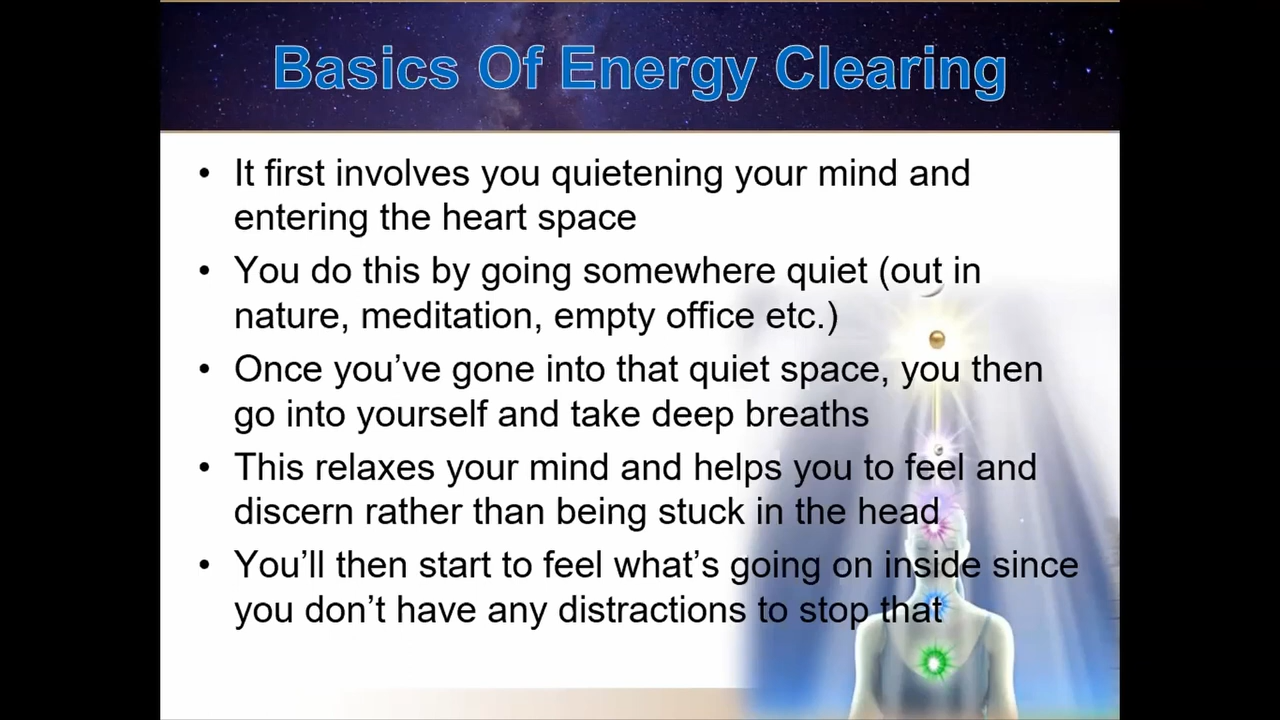 Basics Of Energy Clearing
• It first involves you quietening your mind and
entering the heart space
• You do this by going somewhere quiet (out in
nature, meditation, empty office etc.)
• Once you’ve gone into that quiet space, you then
go into yourself and take deep breaths
• This relaxes your mind and helps you to feel and
discern rather than being stuck in the head
• You’ll then start to feel what’s going on inside since
you don’t have any distractions to stop that